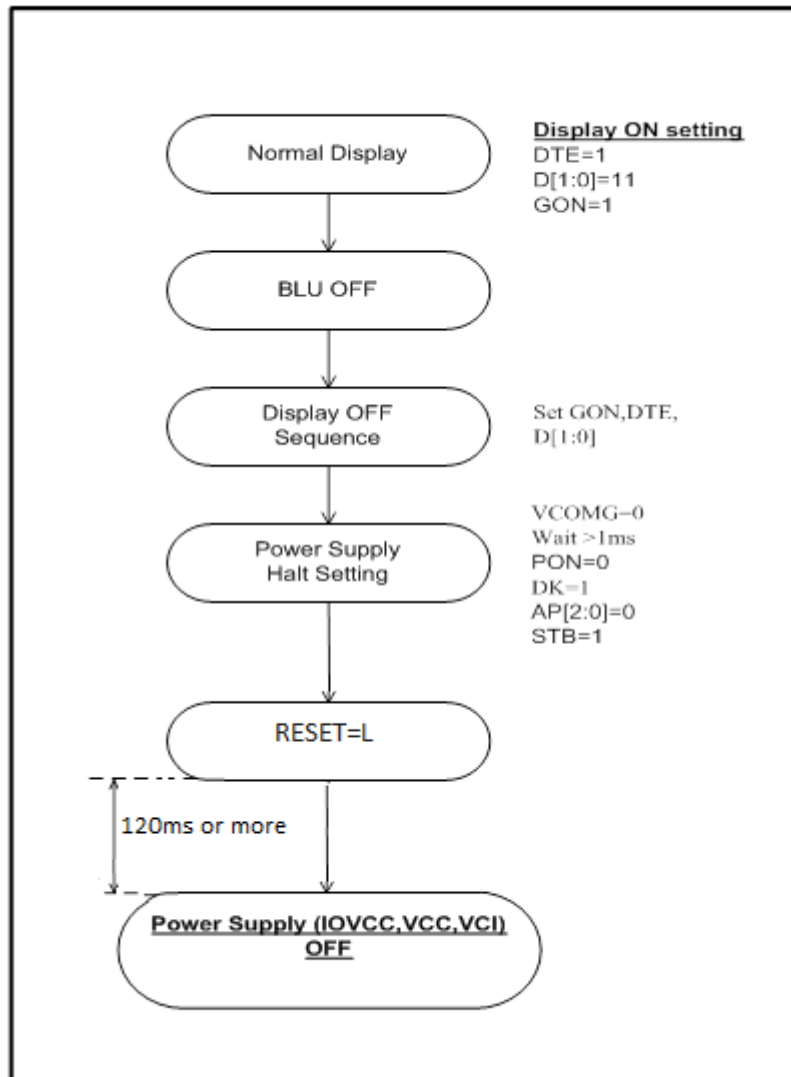 Normal Display
Display ON setting
DTE=1
D[1:0]=11
GON=1
BLU OFF
Display OFF
Sequence
Set GON,DTE,
D[1:0]
Power Supply
Halt Setting
VCOMG=0
Wait >1ms
PON=0
DK=1
AP[2:0]=0
STB=1
RESET=L
120ms or more
Power Supply (IOVCC,VCC,VCI)
OFF